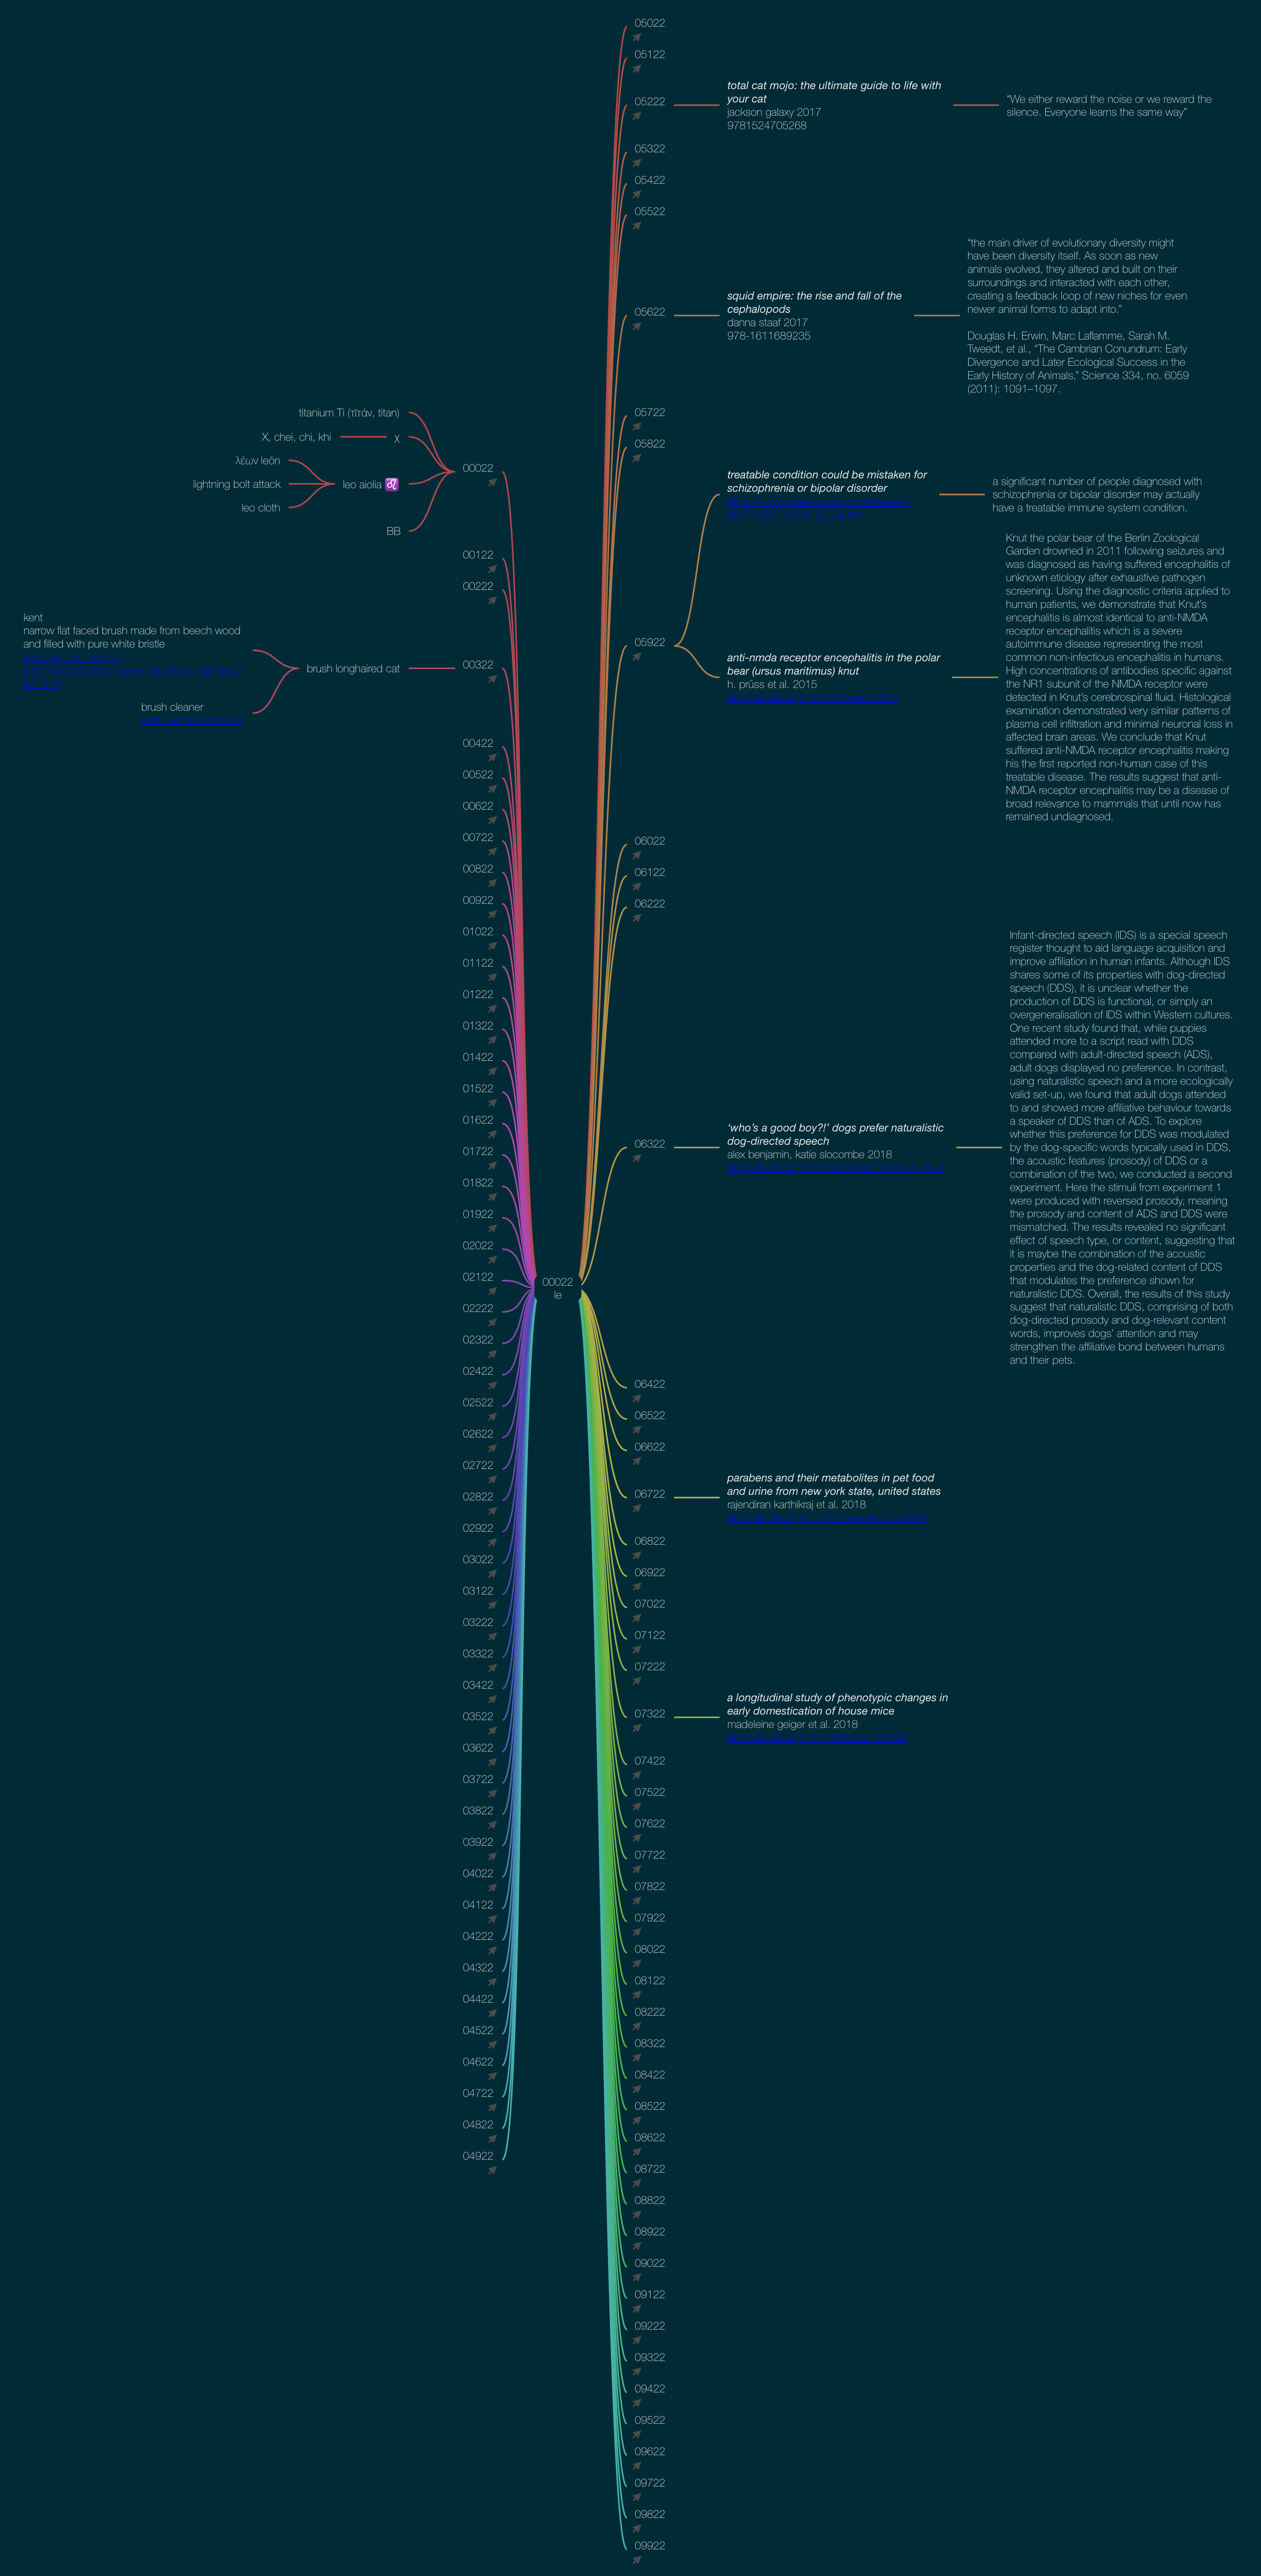 titanium Ti (τῑτάν, titan)
X, chei, chi, khi
χ
λέων leōn
lightning bolt attack
leo cloth
leo aiolia ♌
BB
00022
00122
00222
kent
narrow flat faced brush made from beech wood
and filled with pure white bristle
brush cleaner
brush longhaired cat
00322
00422
00522
00622
00722
00822
00922
01022
01122
01222
01322
01422
01522
01622
01722
01822
01922
02022
02122
02222
02322
02422
02522
02622
02722
02822
02922
03022
03122
03222
03322
03422
03522
03622
03722
03822
03922
04022
04122
04222
04322
04422
04522
04622
04722
04822
04922
00022
le
05022
05122
05222
total cat mojo: the ultimate guide to life with
your cat
jackson galaxy 2017
9781524705268
“We either reward the noise or we reward the
silence. Everyone learns the same way”
05322
05422
05522
05622
squid empire: the rise and fall of the
cephalopods
danna staaf 2017
978-1611689235
“the main driver of evolutionary diversity might
have been diversity itself. As soon as new
animals evolved, they altered and built on their
surroundings and interacted with each other,
creating a feedback loop of new niches for even
newer animal forms to adapt into.”
Douglas H. Erwin, Marc Laflamme, Sarah M.
Tweedt, et al., “The Cambrian Conundrum: Early
Divergence and Later Ecological Success in the
Early History of Animals,” Science 334, no. 6059
(2011): 1091–1097.
05722
05822
05922
treatable condition could be mistaken for
schizophrenia or bipolar disorder
a significant number of people diagnosed with
schizophrenia or bipolar disorder may actually
have a treatable immune system condition.
anti-nmda receptor encephalitis in the polar
bear (ursus maritimus) knut
h. prüss et al. 2015
Knut the polar bear of the Berlin Zoological
Garden drowned in 2011 following seizures and
was diagnosed as having suffered encephalitis of
unknown etiology after exhaustive pathogen
screening. Using the diagnostic criteria applied to
human patients, we demonstrate that Knut’s
encephalitis is almost identical to anti-NMDA
receptor encephalitis which is a severe
autoimmune disease representing the most
common non-infectious encephalitis in humans.
High concentrations of antibodies specific against
the NR1 subunit of the NMDA receptor were
detected in Knut’s cerebrospinal fluid. Histological
examination demonstrated very similar patterns of
plasma cell infiltration and minimal neuronal loss in
affected brain areas. We conclude that Knut
suffered anti-NMDA receptor encephalitis making
his the first reported non-human case of this
treatable disease. The results suggest that anti-
NMDA receptor encephalitis may be a disease of
broad relevance to mammals that until now has
remained undiagnosed.
06022
06122
06222
06322
‘who’s a good boy?!’ dogs prefer naturalistic
dog-directed speech
alex benjamin, katie slocombe 2018
Infant-directed speech (IDS) is a special speech
register thought to aid language acquisition and
improve affiliation in human infants. Although IDS
shares some of its properties with dog-directed
speech (DDS), it is unclear whether the
production of DDS is functional, or simply an
overgeneralisation of IDS within Western cultures.
One recent study found that, while puppies
attended more to a script read with DDS
compared with adult-directed speech (ADS),
adult dogs displayed no preference. In contrast,
using naturalistic speech and a more ecologically
valid set-up, we found that adult dogs attended
to and showed more affiliative behaviour towards
a speaker of DDS than of ADS. To explore
whether this preference for DDS was modulated
by the dog-specific words typically used in DDS,
the acoustic features (prosody) of DDS or a
combination of the two, we conducted a second
experiment. Here the stimuli from experiment 1
were produced with reversed prosody, meaning
the prosody and content of ADS and DDS were
mismatched. The results revealed no significant
effect of speech type, or content, suggesting that
it is maybe the combination of the acoustic
properties and the dog-related content of DDS
that modulates the preference shown for
naturalistic DDS. Overall, the results of this study
suggest that naturalistic DDS, comprising of both
dog-directed prosody and dog-relevant content
words, improves dogs’ attention and may
strengthen the affiliative bond between humans
and their pets.
06422
06522
06622
06722
parabens and their metabolites in pet food
and urine from new york state, united states
rajendiran karthikraj et al. 2018
06822
06922
07022
07122
07222
07322
a longitudinal study of phenotypic changes in
early domestication of house mice
madeleine geiger et al. 2018
07422
07522
07622
07722
07822
07922
08022
08122
08222
08322
08422
08522
08622
08722
08822
08922
09022
09122
09222
09322
09422
09522
09622
09722
09822
09922